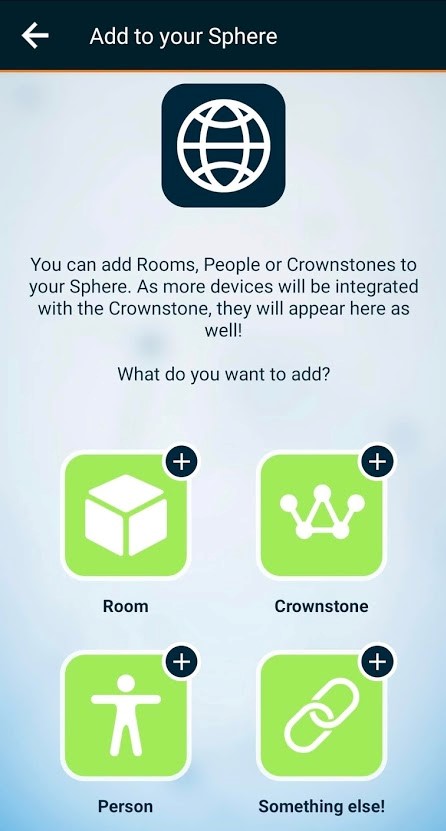 Add to your Sphere
You can add Rooms, People or Crownstones to
your Sphere. As more devices will be integrated
with the Crownstone, they will appear here as
well!
What do you want to add?
Room
Crownstone
Person
Something else!